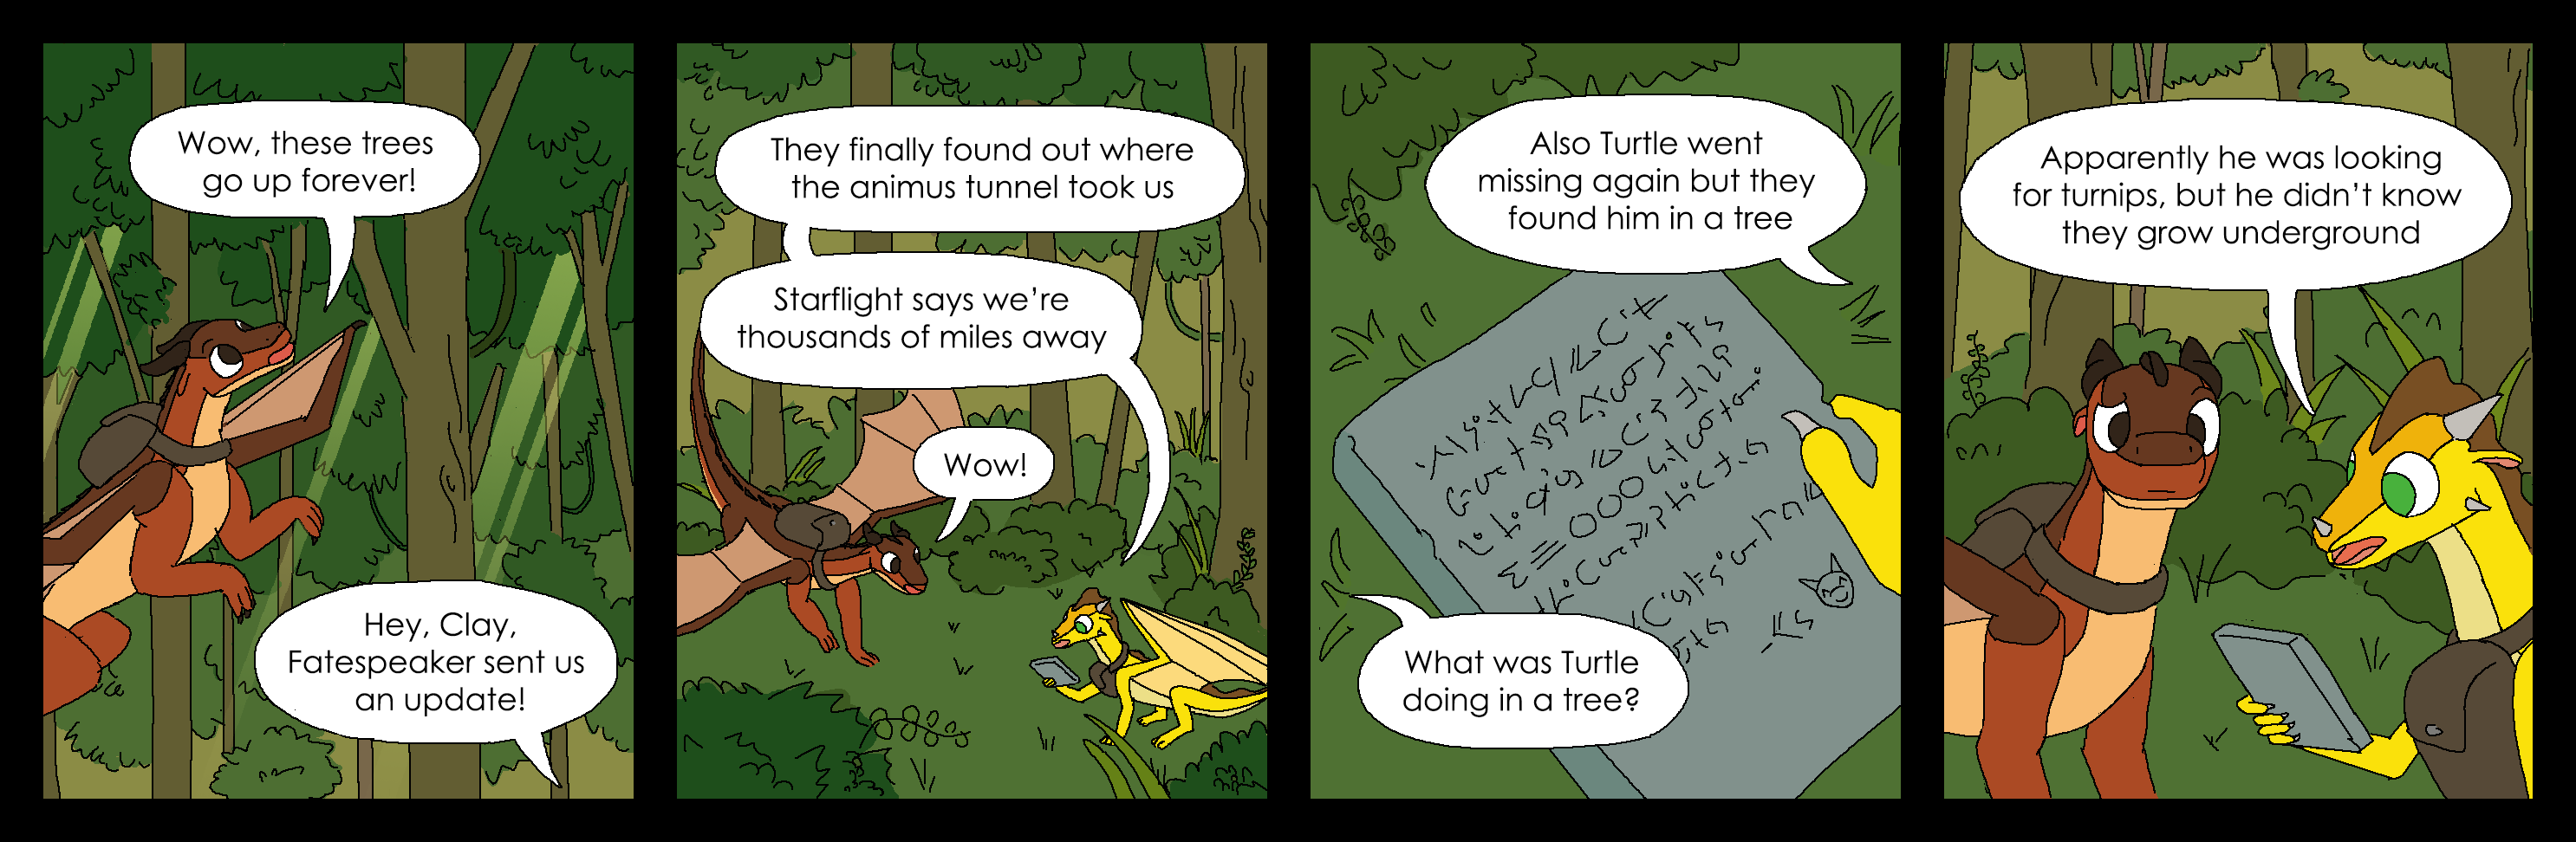 Wow, these trees
go up forever!
Hey, Clay,
Fatespeaker sent us
an update!
They finally found out where
the animus tunnel took us
Starflight says we're
thousands of miles away
Wow!
Also Turtle went
missing again but they
found him in a tree
What was Turtle
doing in a tree?
Apparently he was looking
for turnips, but he didn't know
they grow underground